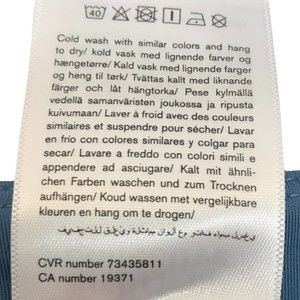 40
Cold wash with similar colors and hang
to dry/ kold vask med lignende farver og
hængetørre/ Kald vask med lignende farger
og heng til tørk/ Tvättas kallt med liknande
färger och låt hängtorka/ Pese kylmällä
vedellä samanväristen joukossa ja ripusta
kuivumaan/ Laver à froid avec des couleurs
similaires et suspendre pour sécher/ Lavar
en frío con colores similares y colgar para
secar/ Lavare a freddo con colori simili e
appendere ad asciugare/ Kalt mit ähnli-
chen Farben waschen und zum Trocknen
aufhängen/ Koud wassen met vergelijkbare
kleuren en hang om te drogen/
CVR number 73435811
CA number 19371